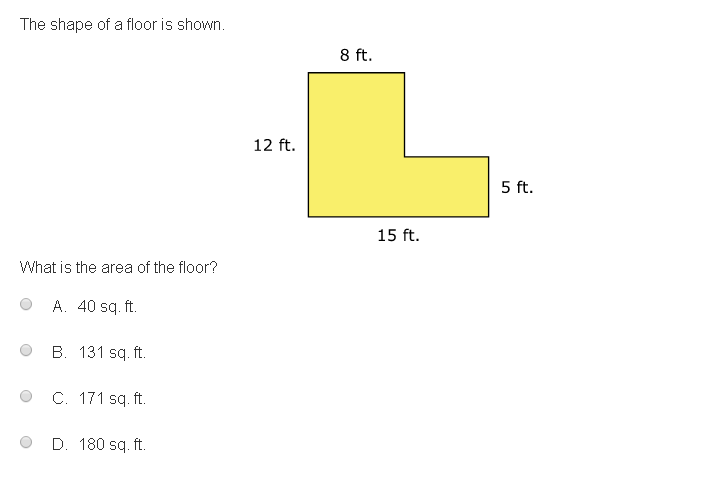 The shape of a floor is shown.
8 ft.
12 ft.
5 ft.
15 ft.
What is the area of the floor?
A. 40 sq. ft.
B. 131 sq. ft.
C. 171 sq. ft.
D. 180 sq. ft.